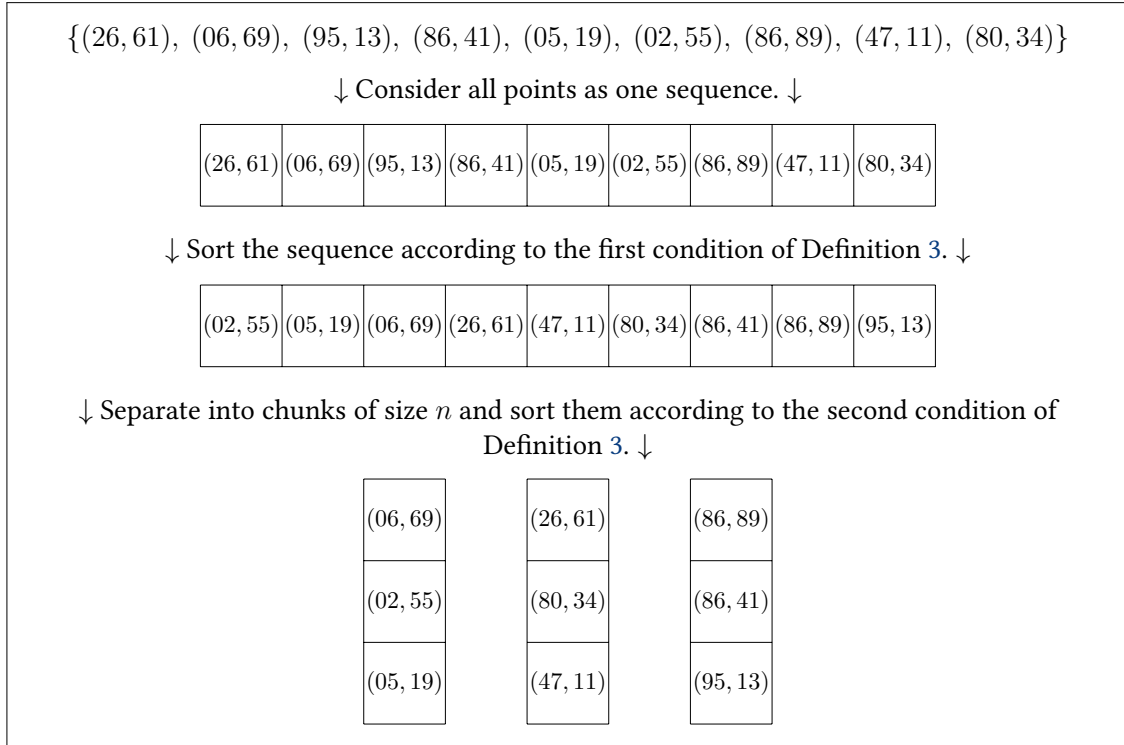 {(26, 61), (06, 69), (95, 13), (86, 41), (05, 19), (02, 55), (86, 89), (47, 11), (80, 34)}
↓ Consider all points as one sequence. ↓
(26, 61) (06, 69) (95, 13) (86, 41) (05, 19) (02, 55) (86, 89) (47, 11) (80, 34)
↓ Sort the sequence according to the first condition of Definition 3. ↓
(02, 55) (05, 19) (06, 69) (26, 61) (47, 11) (80, 34) (86, 41) (86, 89) (95, 13)
↓ Separate into chunks of size n and sort them according to the second condition of
Definition 3. ↓
(06, 69) (26, 61) (86, 89)
(02, 55) (80, 34) (86, 41)
(05, 19) (47, 11) (95, 13)